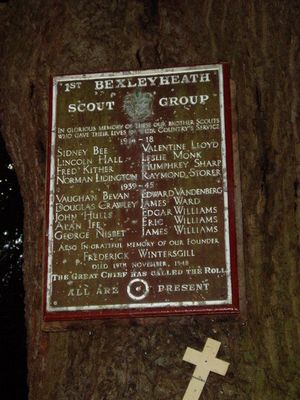 1st BEXLEYHEATH
SCOUT GROUP
IN GLORIOUS MEMORY OF THESE OUR BROTHER SCOUTS
WHO GAVE THEIR LIVES IN THEIR COUNTRY'S SERVICE
1914-18
SIDNEY BEE VALENTINE LLOYD
LINCOLN HALL LESLIE MONK
FRED KITHER HUMPHREY SHARP
NORMAN LIDINGTON RAYMOND STORER
1939-45
VAUGHAN BEVAN EDWARD VANDENBERG
DOUGLAS CRAWLEY JAMES WARD
JOHN HULLS EDGAR WILLIAMS
ALAN IFE ERIC WILLIAMS
GEORGE NISBET JAMES WILLIAMS
ALSO IN GRATEFUL MEMORY OF OUR FOUNDER
FREDERICK WINTERSGILL
DIED 19TH NOVEMBER, 1948
THE GREAT CHIEF HAS CALLED THE ROLL
ALL ARE PRESENT